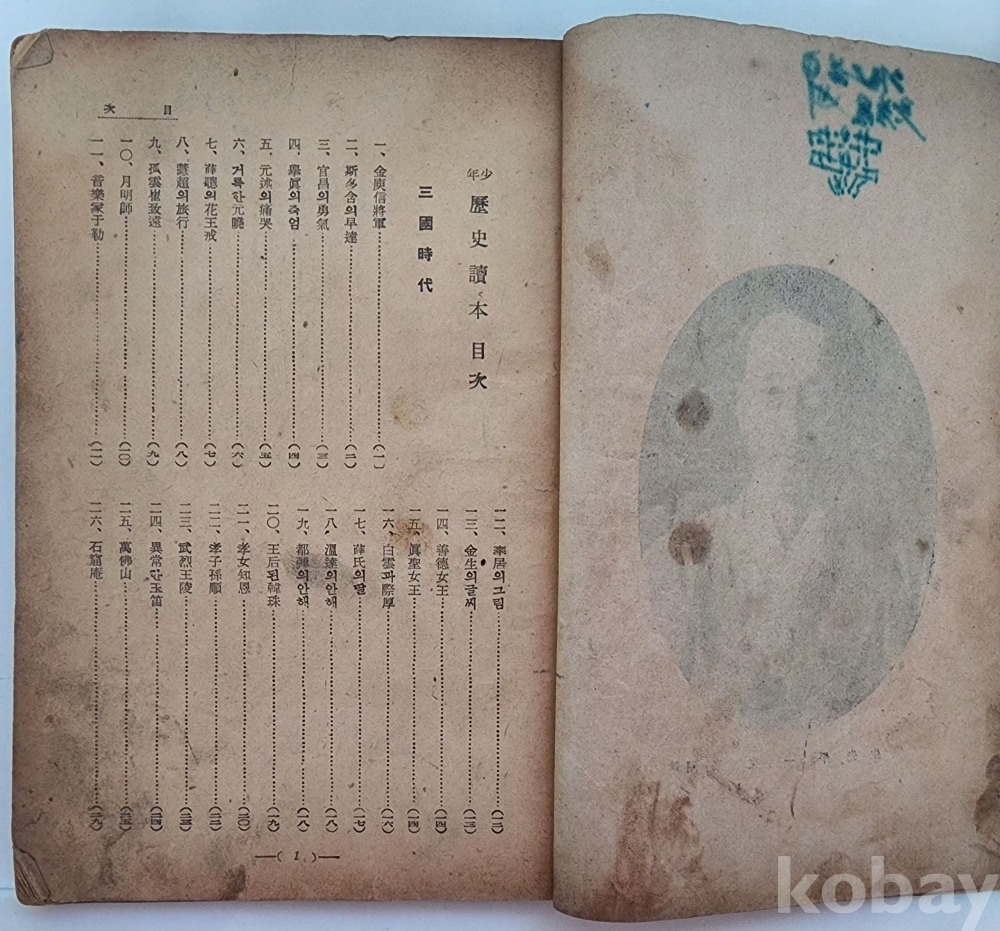 目次
少年 歷史讀本 目次
三國時代
一、金庾信將軍(一)
二、斯多含의早達(二)
三、官昌의勇氣(三)
四、擧眞의죽엄(四)
五、元述의痛哭(五)
六、거룩한元曉(六)
七、薛聰의花王戒(七)
八、慧超의旅行(八)
九、孤雲崔致遠(九)
一〇、月明師(一〇)
一一、音樂家于勒(一一)
一二、率居의그림(一二)
一三、金生의글씨(一三)
一四、善德女王(一四)
一五、眞聖女王(一四)
一六、白雲과際厚(一六)
一七、薛氏의딸(一七)
一八、溫達의안해(一八)
一九、都彌의안해(一八)
二〇、王后된韓珠(一九)
二一、孝女知恩(二〇)
二二、孝子孫順(二二)
二三、武烈王陵(二三)
二四、異常한玉笛(二四)
二五、萬佛山(二五)
二六、石窟庵
—( 1 )—
kobay